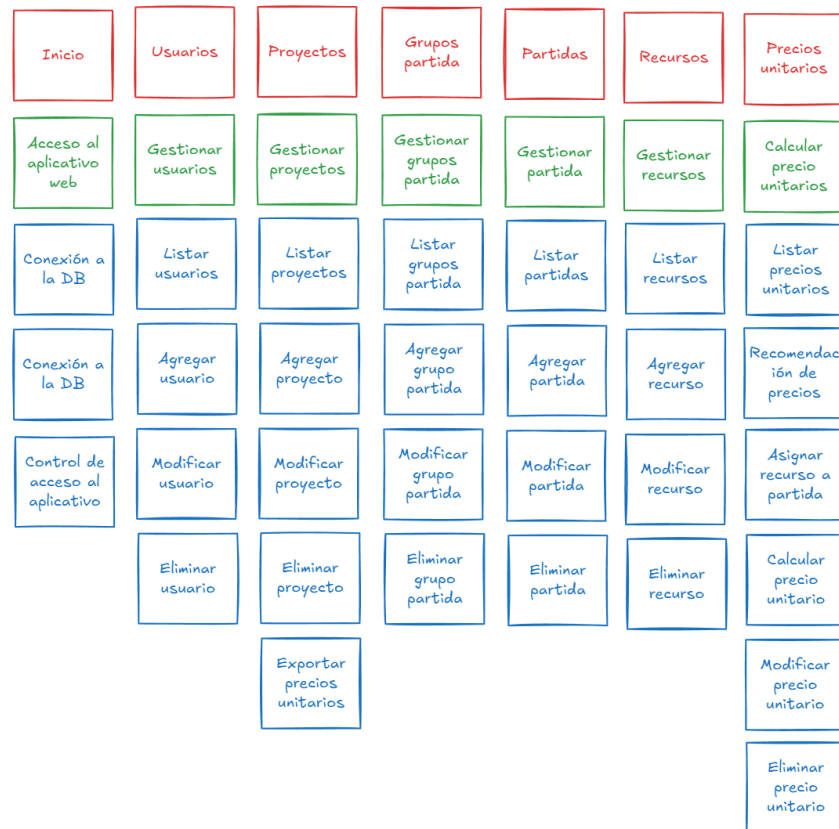 Inicio
Usuarios
Proyectos
Grupos
partida
Partidas
Recursos
Precios
unitarios
Acceso al
aplicativo
web
Gestionar
usuarios
Gestionar
proyectos
Gestionar
grupos
partida
Gestionar
partida
Gestionar
recursos
Calcular
precio
unitarios
Conexión a
la DB
Listar
usuarios
Listar
proyectos
Listar
grupos
partida
Listar
partidas
Listar
recursos
Listar
precios
unitarios
Conexión a
la DB
Agregar
usuario
Agregar
proyecto
Agregar
grupo
partida
Agregar
partida
Agregar
recurso
Recomendac
ión de
precios
Control de
acceso al
aplicativo
Modificar
usuario
Modificar
proyecto
Modificar
grupo
partida
Modificar
partida
Modificar
recurso
Asignar
recurso a
partida
Eliminar
usuario
Eliminar
proyecto
Eliminar
grupo
partida
Eliminar
partida
Eliminar
recurso
Calcular
precio
unitario
Exportar
precios
unitarios
Modificar
precio
unitario
Eliminar
precio
unitario